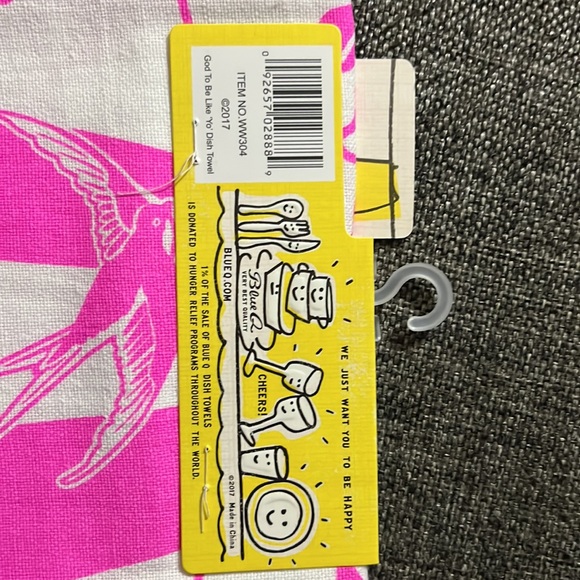 God To Be Like 'Yo' Dish Towel
©2017
ITEM NO.WW304
0 92657 02888 9
WE JUST WANT YOU TO BE HAPPY
Blue Q
VERY BEST QUALITY
CHEERS!
BLUEQ.COM
1% OF THE SALE OF BLUE Q DISH TOWELS
IS DONATED TO HUNGER RELIEF PROGRAMS THROUGHOUT THE WORLD.
©2017 Made in China